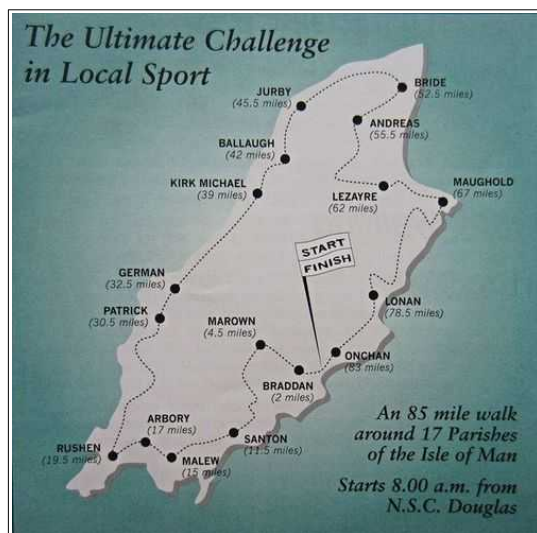 The Ultimate Challenge
in Local Sport
JURBY
(45.5 miles)
BRIDE
(52.5 miles)
ANDREAS
(55.5 miles)
BALLAUGH
(42 miles)
KIRK MICHAEL
(39 miles)
LEZAYRE
(62 miles)
MAUGHOLD
(67 miles)
START
FINISH
GERMAN
(32.5 miles)
PATRICK
(30.5 miles)
LONAN
(78.5 miles)
MAROWN
(4.5 miles)
ONCHAN
(83 miles)
BRADDAN
(2 miles)
ARBORY
(17 miles)
SANTON
(11.5 miles)
RUSHEN
(19.5 miles)
MALEW
(15 miles)
An 85 mile walk
around 17 Parishes
of the Isle of Man
Starts 8.00 a.m. from
N.S.C. Douglas